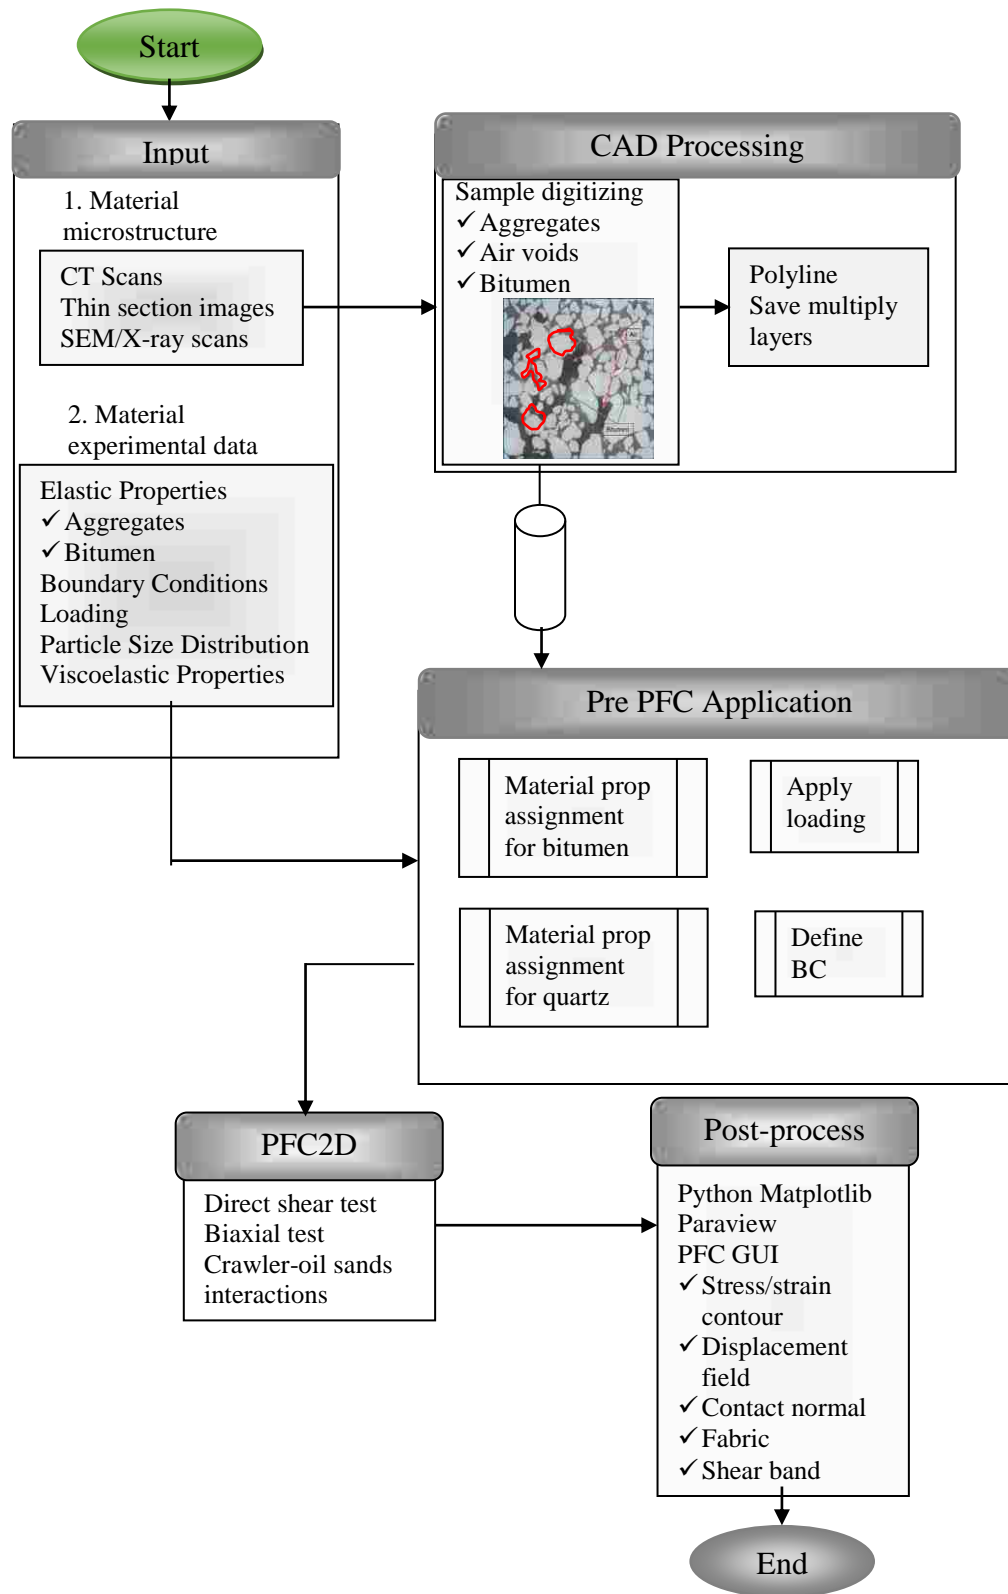 Start
Input
1. Material
microstructure
CT Scans
Thin section images
SEM/X-ray scans
2. Material
experimental data
Elastic Properties
✓ Aggregates
✓ Bitumen
Boundary Conditions
Loading
Particle Size Distribution
Viscoelastic Properties
CAD Processing
Sample digitizing
✓ Aggregates
✓ Air voids
✓ Bitumen
Bitumen
Polyline
Save multiply
layers
Pre PFC Application
Material prop
assignment
for bitumen
Apply
loading
Material prop
assignment
for quartz
Define
BC
PFC2D
Direct shear test
Biaxial test
Crawler-oil sands
interactions
Post-process
Python Matplotlib
Paraview
PFC GUI
✓ Stress/strain
contour
✓ Displacement
field
✓ Contact normal
✓ Fabric
✓ Shear band
End